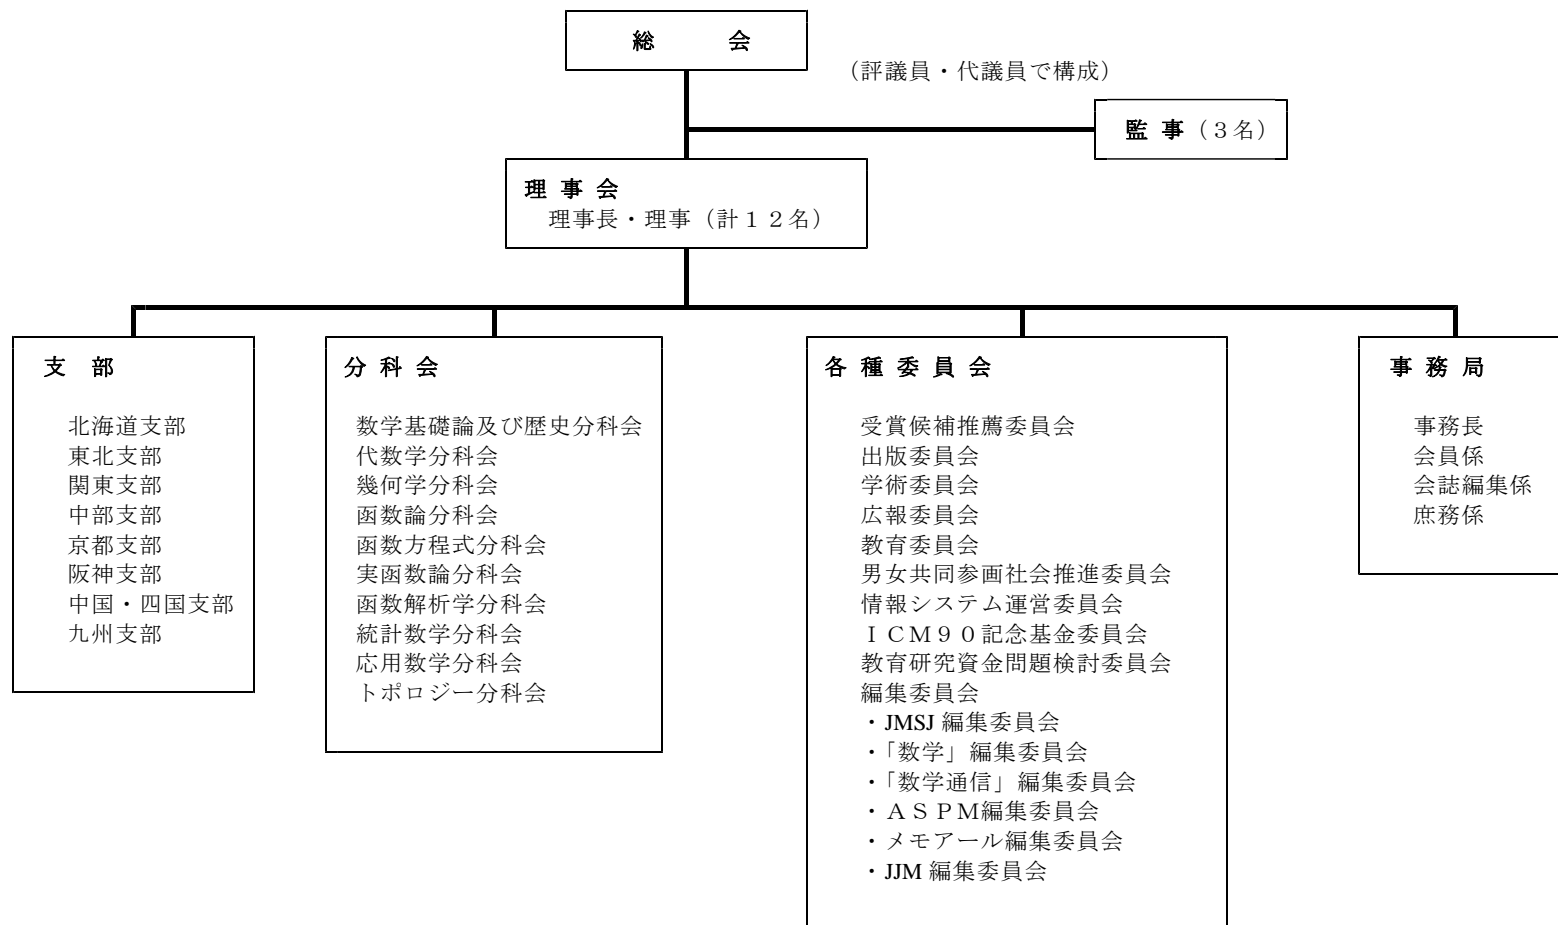 総　会
（評議員・代議員で構成）
監 事（３名）
理 事 会
理事長・理事（計１２名）
支　部
北海道支部
東北支部
関東支部
中部支部
京都支部
阪神支部
中国・四国支部
九州支部
分 科 会
数学基礎論及び歴史分科会
代数学分科会
幾何学分科会
函数論分科会
函数方程式分科会
実函数論分科会
函数解析学分科会
統計数学分科会
応用数学分科会
トポロジー分科会
各 種 委 員 会
受賞候補推薦委員会
出版委員会
学術委員会
広報委員会
教育委員会
男女共同参画社会推進委員会
情報システム運営委員会
ＩＣＭ９０記念基金委員会
教育研究資金問題検討委員会
編集委員会
・JMSJ 編集委員会
・「数学」編集委員会
・「数学通信」編集委員会
・ＡＳＰＭ編集委員会
・メモアール編集委員会
・JJM 編集委員会
事 務 局
事務長
会員係
会誌編集係
庶務係